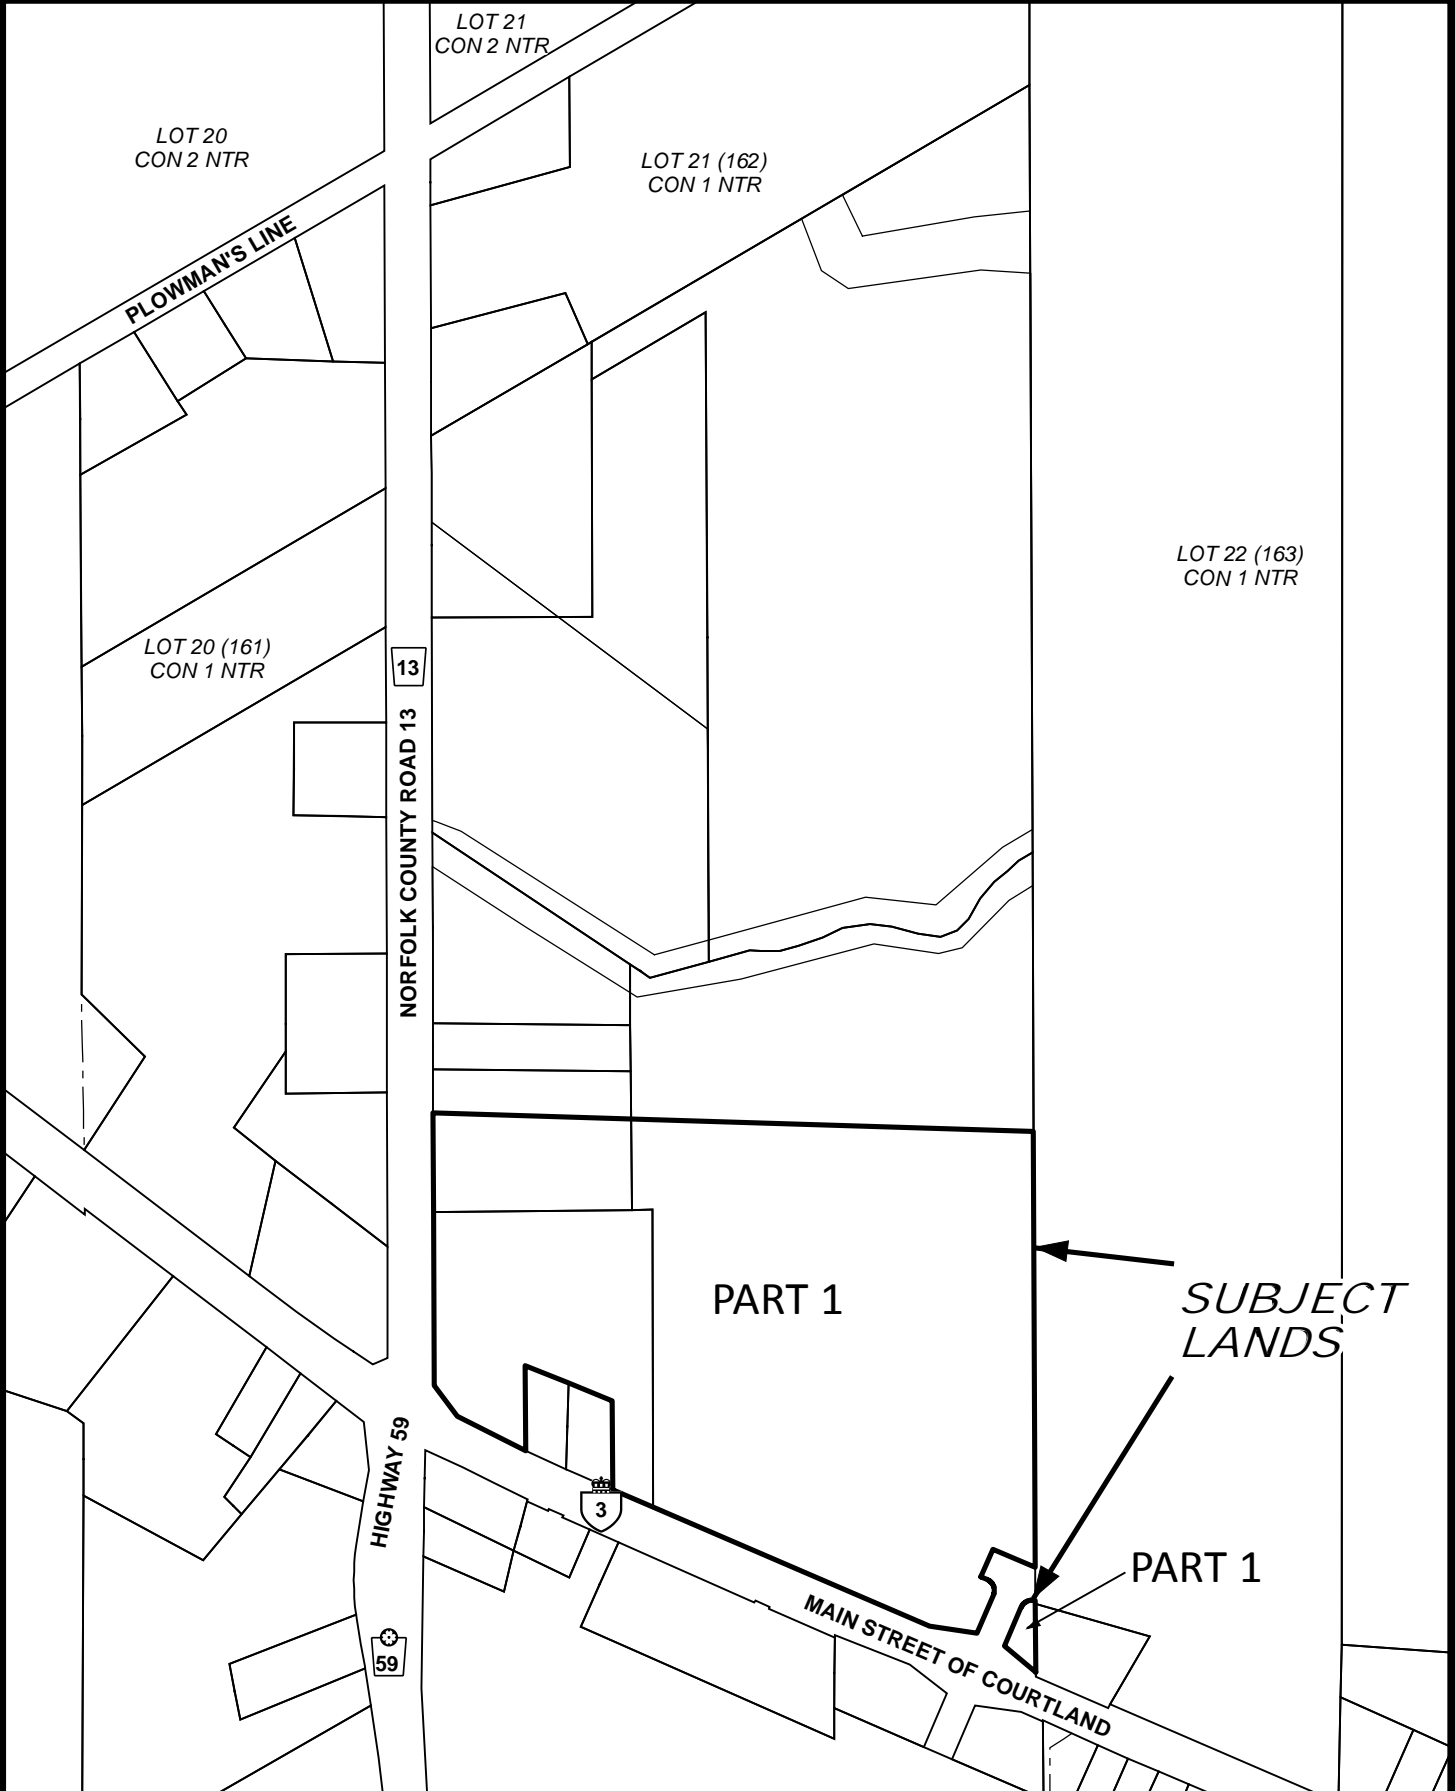 LOT 21
CON 2 NTR
LOT 20
CON 2 NTR
LOT 21 (162)
CON 1 NTR
PLOWMAN'S LINE
LOT 22 (163)
CON 1 NTR
LOT 20 (161)
CON 1 NTR
13
NORFOLK COUNTY ROAD 13
PART 1
SUBJECT
LANDS
HIGHWAY 59
3
PART 1
MAIN STREET OF COURTLAND
59